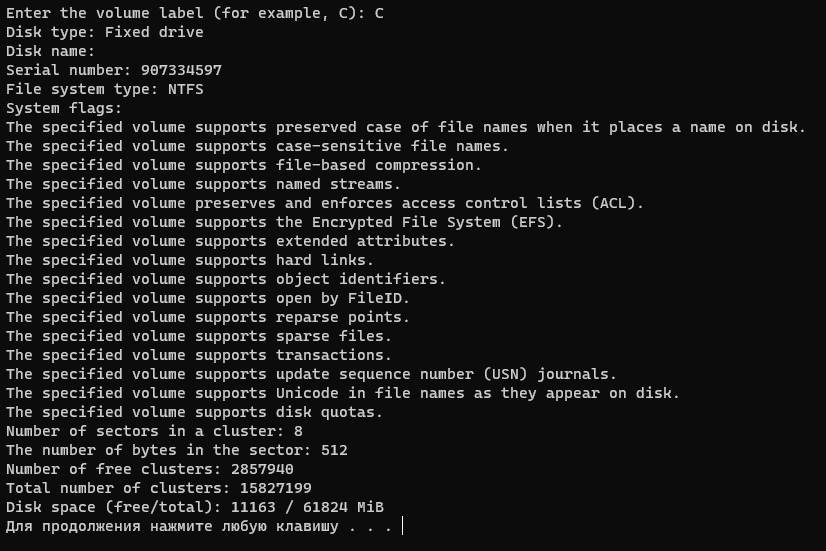 Enter the volume label (for example, C): C
Disk type: Fixed drive
Disk name:
Serial number: 907334597
File system type: NTFS
System flags:
The specified volume supports preserved case of file names when it places a name on disk.
The specified volume supports case-sensitive file names.
The specified volume supports file-based compression.
The specified volume supports named streams.
The specified volume preserves and enforces access control lists (ACL).
The specified volume supports the Encrypted File System (EFS).
The specified volume supports extended attributes.
The specified volume supports hard links.
The specified volume supports object identifiers.
The specified volume supports open by FileID.
The specified volume supports reparse points.
The specified volume supports sparse files.
The specified volume supports transactions.
The specified volume supports update sequence number (USN) journals.
The specified volume supports Unicode in file names as they appear on disk.
The specified volume supports disk quotas.
Number of sectors in a cluster: 8
The number of bytes in the sector: 512
Number of free clusters: 2857940
Total number of clusters: 15827199
Disk space (free/total): 11163 / 61824 MiB
Для продолжения нажмите любую клавишу . . .